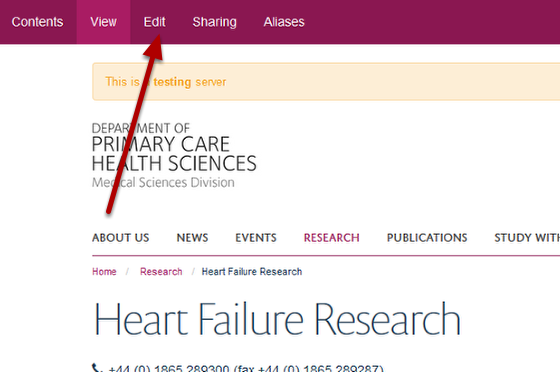 Contents View Edit Sharing Aliases
This is a testing server
DEPARTMENT OF
PRIMARY CARE
HEALTH SCIENCES
Medical Sciences Division
ABOUT US NEWS EVENTS RESEARCH PUBLICATIONS STUDY WITH
Home / Research / Heart Failure Research
Heart Failure Research
+44 (0) 1865 289300 (fax +44 (0) 1865 289287)